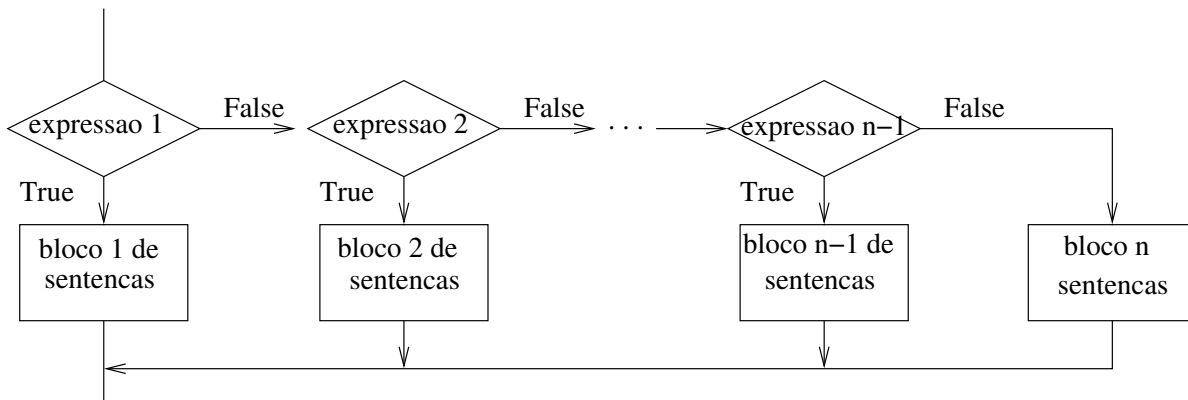 False
False
False
expressao 1
expressao 2
. . .
expressao n−1
True
True
True
bloco 1 de
sentencas
bloco 2 de
sentencas
bloco n−1 de
sentencas
bloco n
sentencas